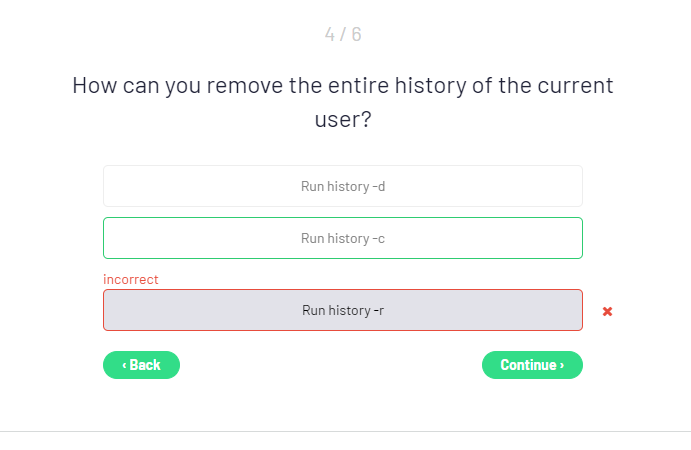 4 / 6
How can you remove the entire history of the current
user?
Run history -d
Run history -c
incorrect
Run history -r
‹ Back
Continue ›